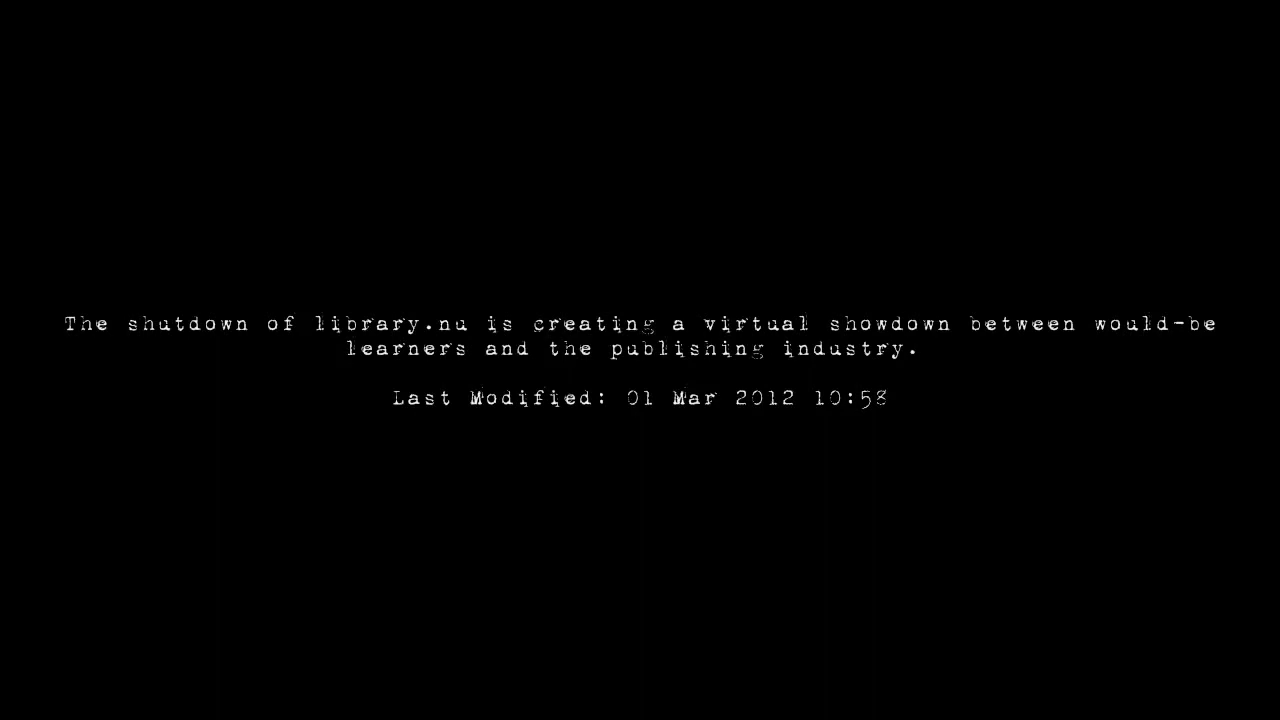 The shutdown of library.nu is creating a virtual showdown between would-be
learners and the publishing industry.
Last Modified: 01 Mar 2012 10:58